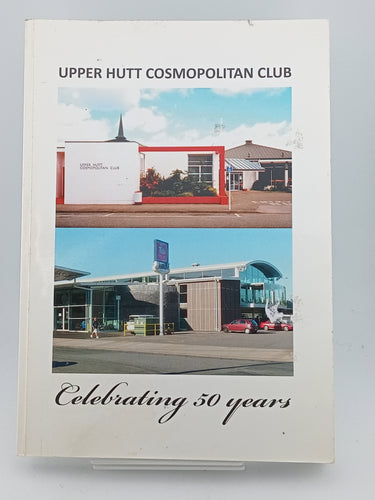 UPPER HUTT COSMOPOLITAN CLUB
UPPER HUTT
COSMOPOLITAN CLUB
Celebrating 50 years